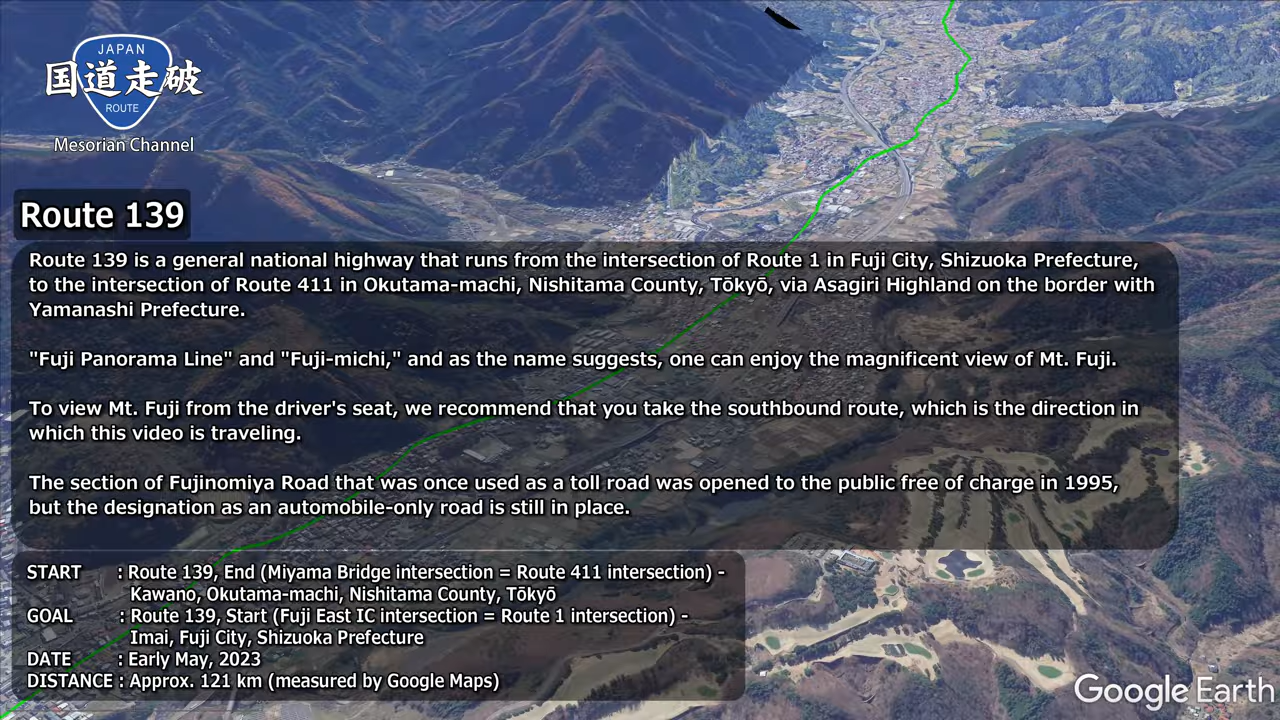 JAPAN
国道走破
ROUTE
Mesorian Channel
Route 139
Route 139 is a general national highway that runs from the intersection of Route 1 in Fuji City, Shizuoka Prefecture,
to the intersection of Route 411 in Okutama-machi, Nishitama County, Tōkyō, via Asagiri Highland on the border with
Yamanashi Prefecture.
"Fuji Panorama Line" and "Fuji-michi," and as the name suggests, one can enjoy the magnificent view of Mt. Fuji.
To view Mt. Fuji from the driver's seat, we recommend that you take the southbound route, which is the direction in
which this video is traveling.
The section of Fujinomiya Road that was once used as a toll road was opened to the public free of charge in 1995,
but the designation as an automobile-only road is still in place.
START : Route 139, End (Miyama Bridge intersection = Route 411 intersection) -
Kawano, Okutama-machi, Nishitama County, Tōkyō
GOAL : Route 139, Start (Fuji East IC intersection = Route 1 intersection) -
Imai, Fuji City, Shizuoka Prefecture
DATE : Early May, 2023
DISTANCE : Approx. 121 km (measured by Google Maps)
Google Earth